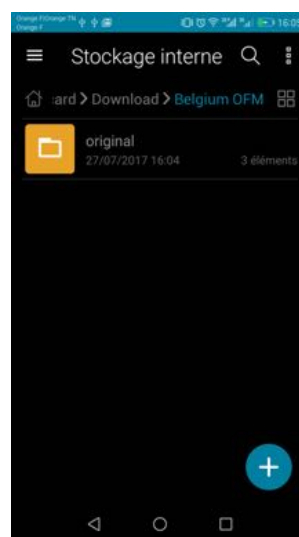 Orange F|Orange TN
Orange F
16:05
Stockage interne
:ard > Download > Belgium OFM
original
27/07/2017 16:04 3 éléments